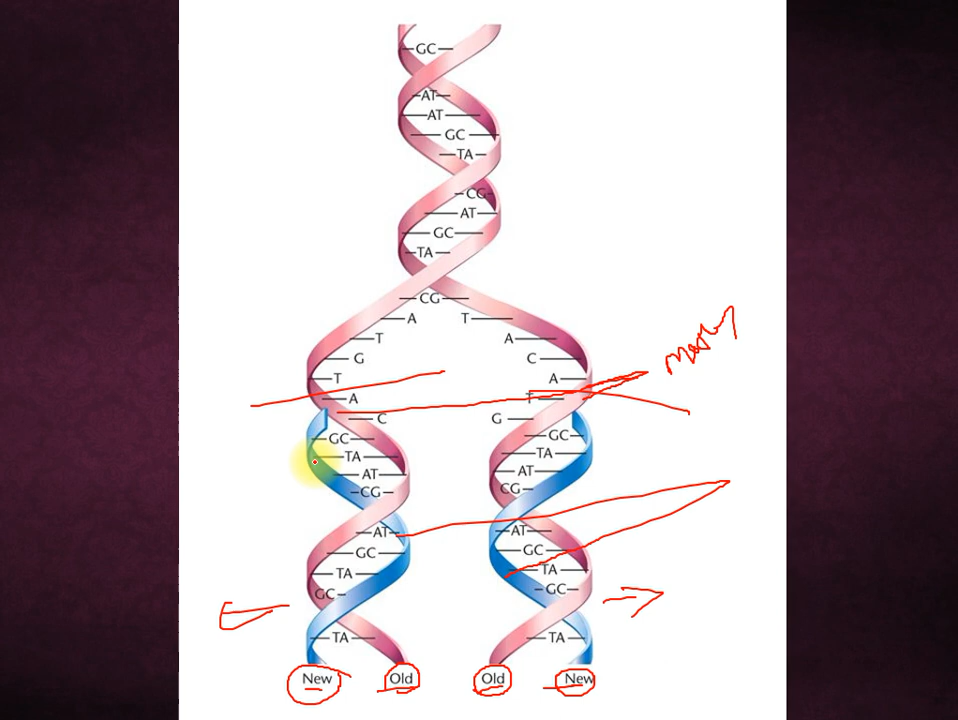 GC
AT
AT
GC
TA
CG
AT
GC
TA
CG
A T
T A
G C
T A
A T
C G
GC GC
TA TA
AT AT
CG CG
AT AT
GC GC
TA TA
GC GC
TA TA
New Old Old New